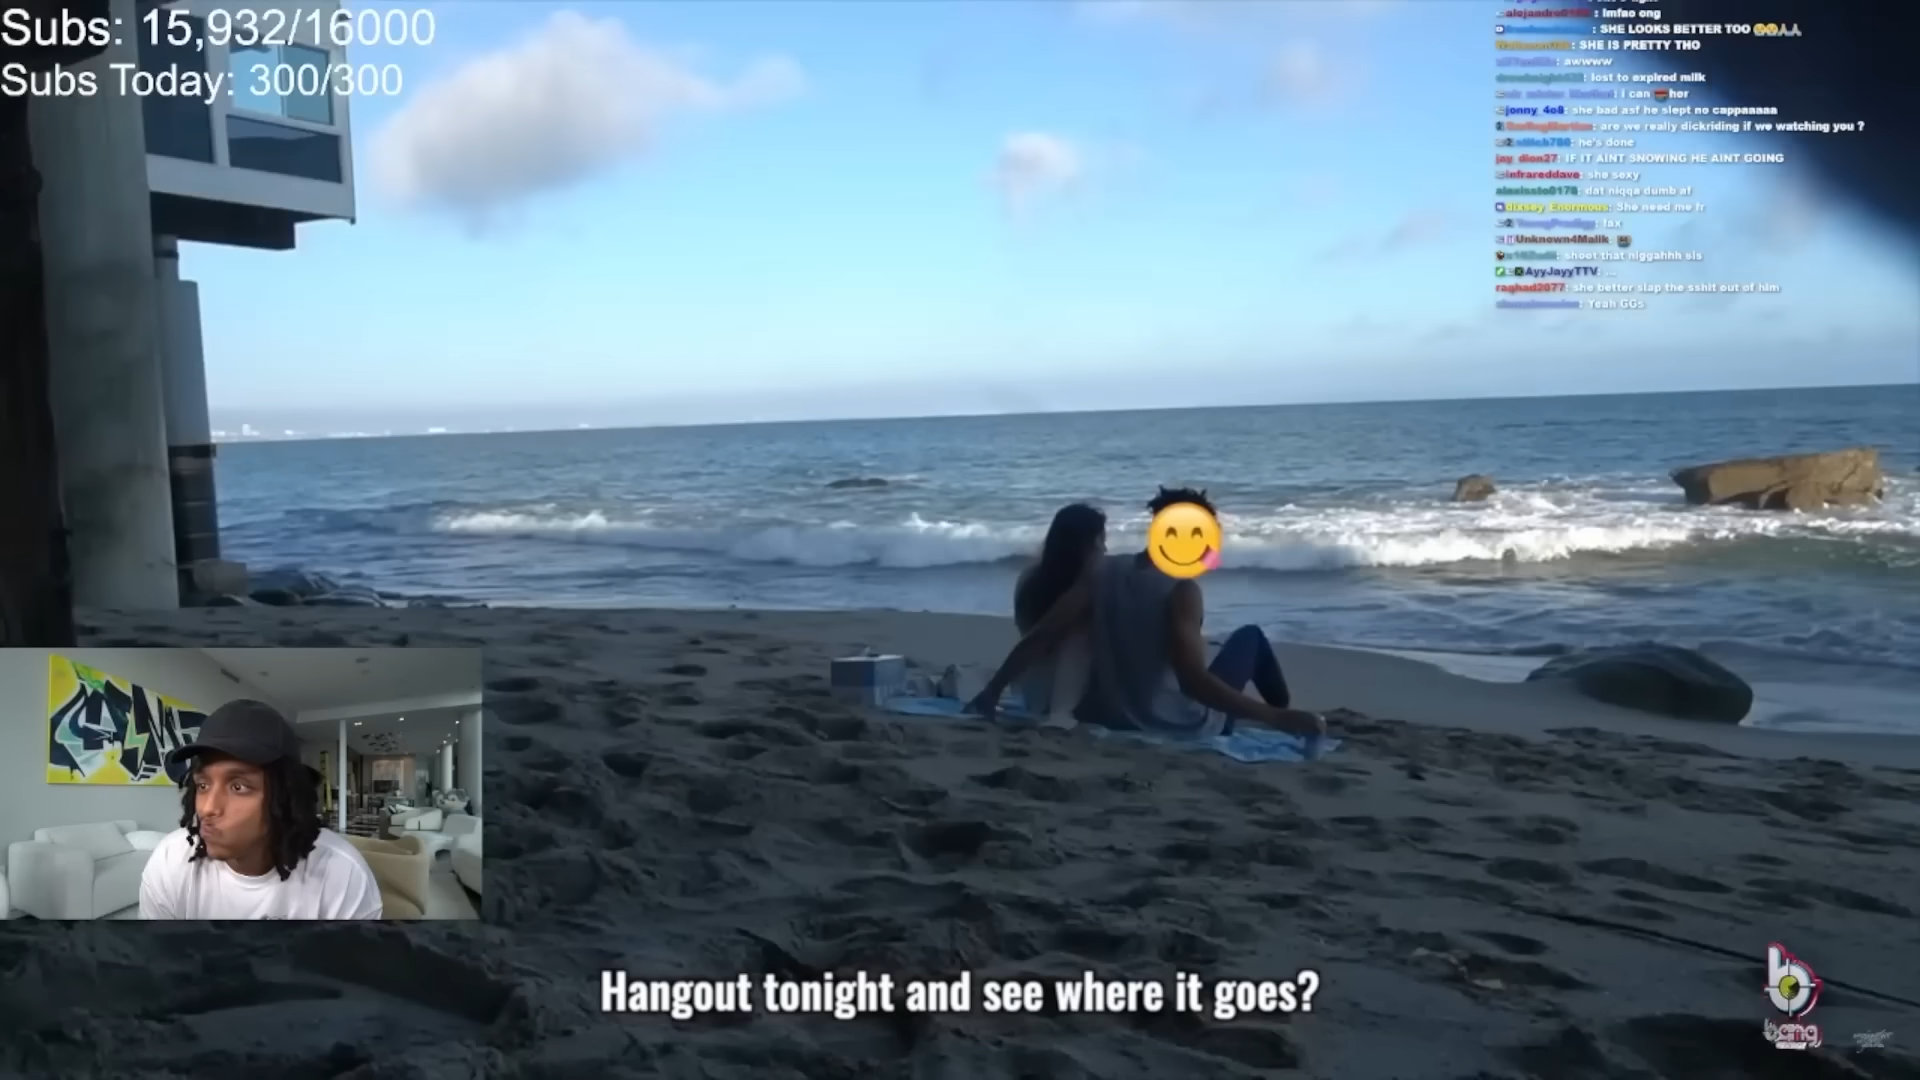 Subs: 15,932/16000
Subs Today: 300/300
: lmfao ong
: SHE LOOKS BETTER TOO
: SHE IS PRETTY THO
: awwww
: lost to expired milk
: i can her
jonny_4o8: she bad asf he slept no cappaaaaa
: are we really dickriding if we watching you ?
: he's done
jay_dion27: IF IT AINT SNOWING HE AINT GOING
infrareddave: she sexy
: dat niqqa dumb af
dixsey_Enormous: She need me fr
: fax
Unknown4Malik:
: shoot that niggahhh sis
AyyJayyTTV: ...
raghad2077: she better slap the sshit out of him
: Yeah GGs
Hangout tonight and see where it goes?